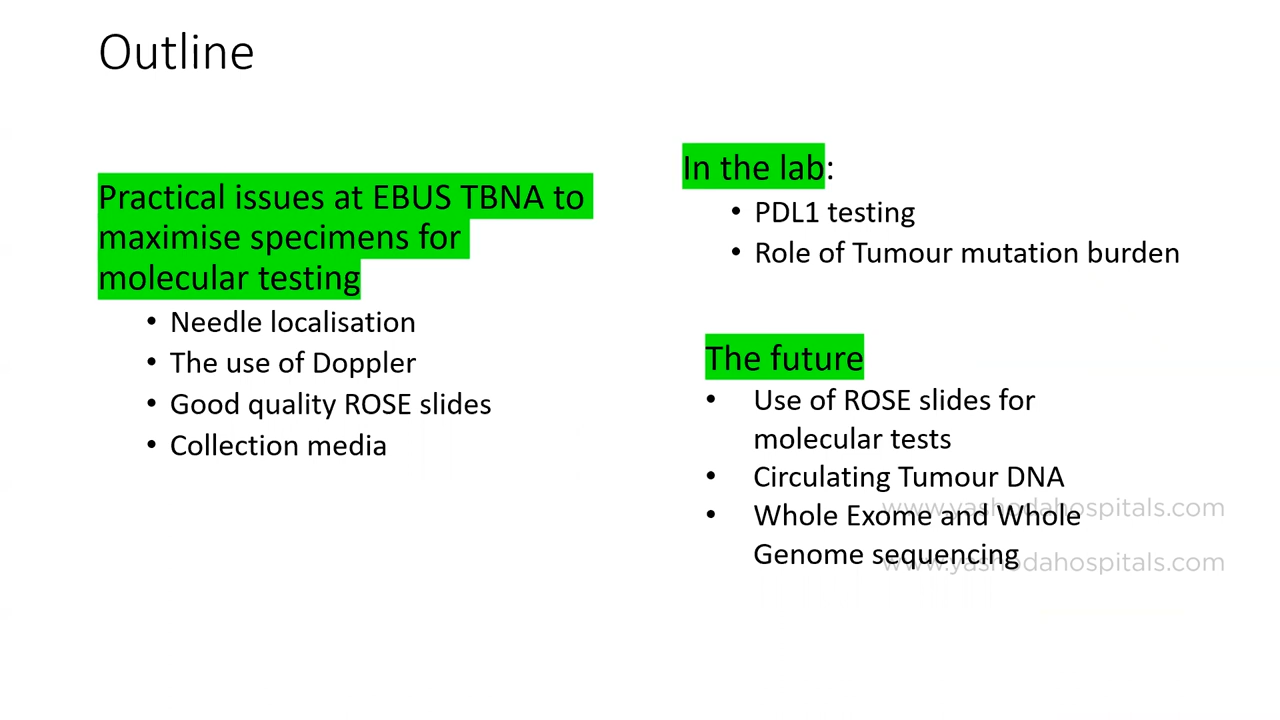 Outline
Practical issues at EBUS TBNA to
maximise specimens for
molecular testing
• Needle localisation
• The use of Doppler
• Good quality ROSE slides
• Collection media
In the lab:
• PDL1 testing
• Role of Tumour mutation burden
The future
• Use of ROSE slides for
molecular tests
• Circulating Tumour DNA
• Whole Exome and Whole
Genome sequencing
www.yashodahospitals.com
www.yashodahospitals.com